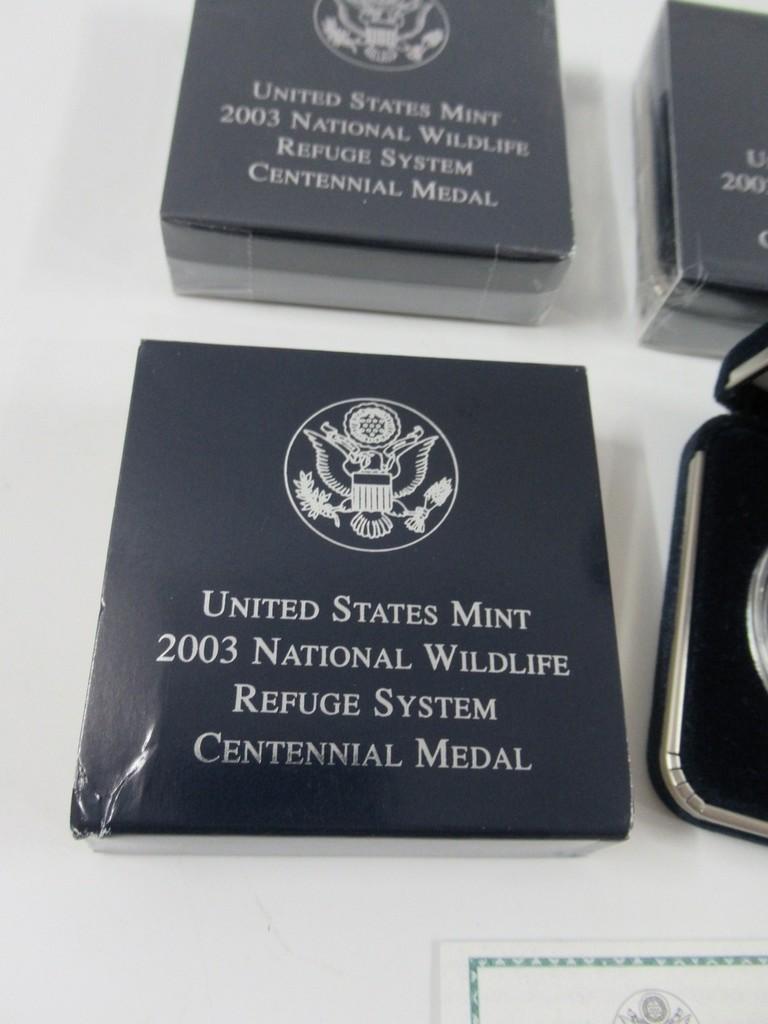 United States Mint
2003 National Wildlife
Refuge System
Centennial Medal
United States Mint
2003 National Wildlife
Refuge System
Centennial Medal